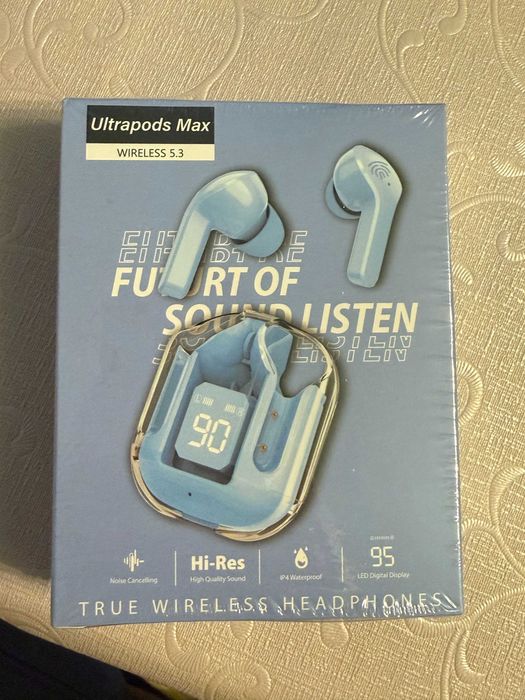 Ultrapods Max
WIRELESS 5.3
FUTURT OF
SOUND LISTEN
90
Noise Cancelling
Hi-Res
High Quality Sound
IP4 Waterproof
95
LED Digital Display
TRUE WIRELESS HEADPHONES